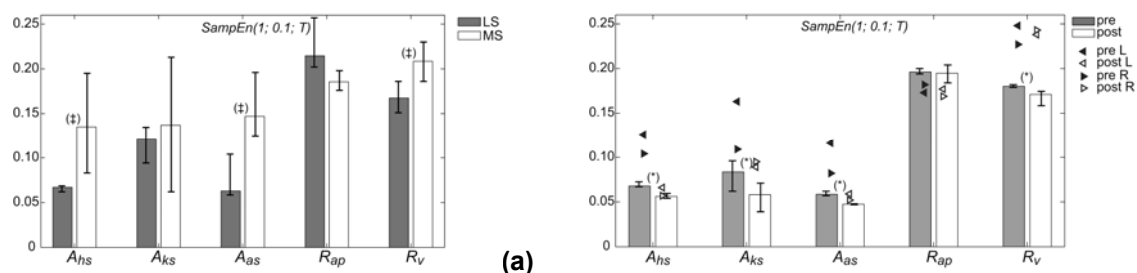 0.25
0.20
0.15
0.10
0.05
0
SampEn(1; 0.1; T)
LS
MS
(‡)
(‡)
(‡)
Ahs
Aks
Aas
Rap
Rv
(a)
0.25
0.20
0.15
0.10
0.05
0
SampEn(1; 0.1; T)
pre
post
pre L
post L
pre R
post R
(*)
(*)
(*)
(*)
Ahs
Aks
Aas
Rap
Rv